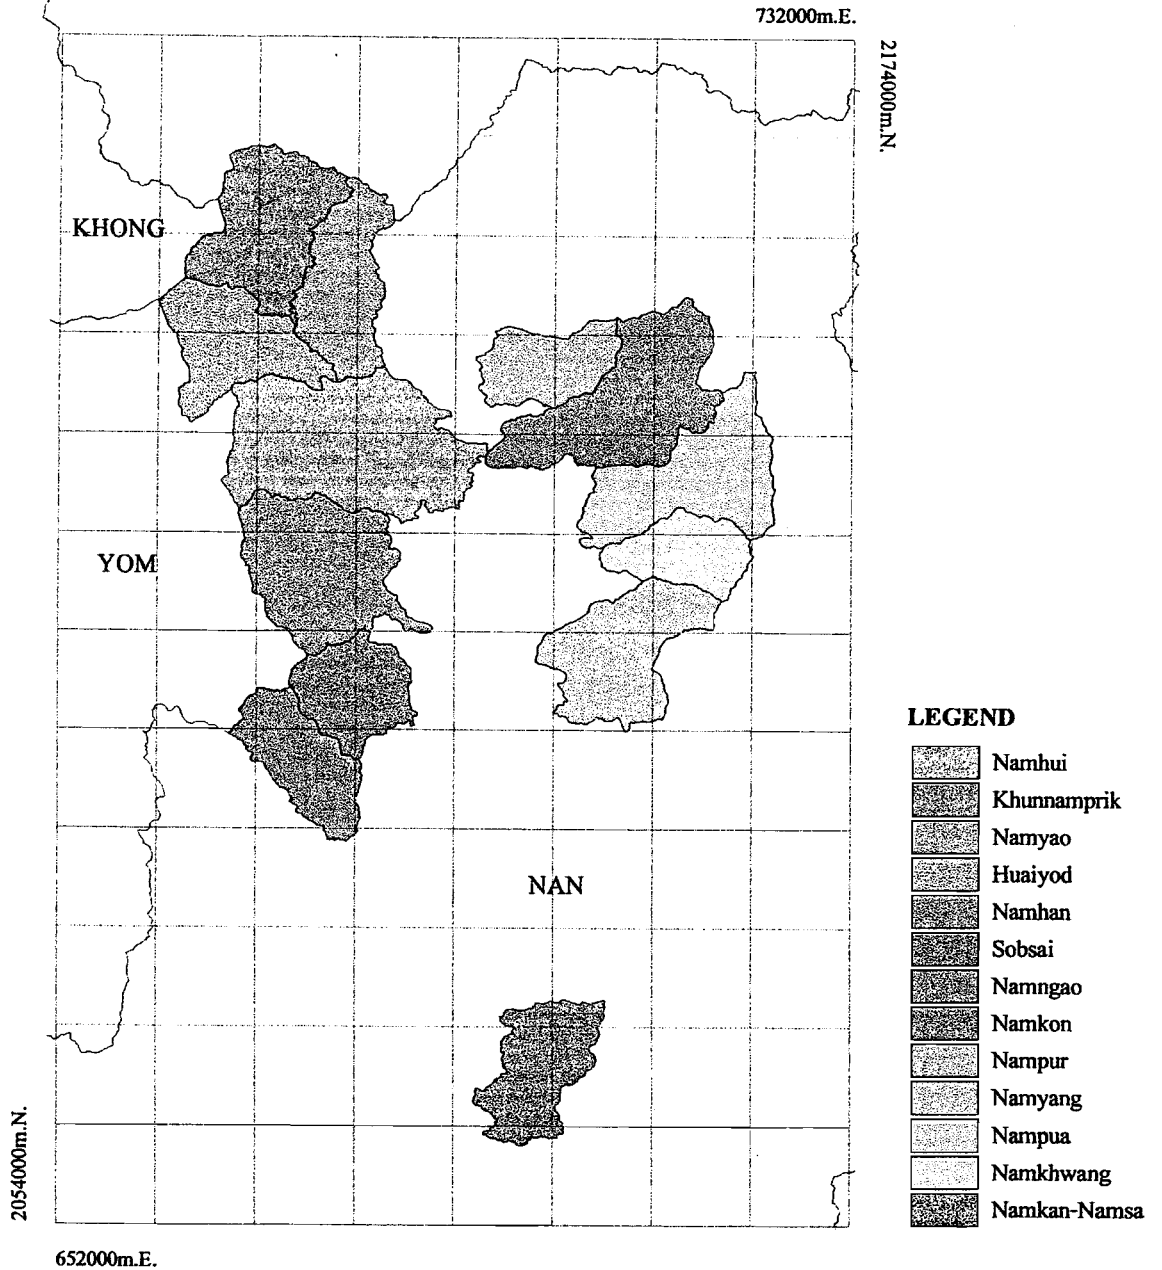 732000m.E.
2174000m.N.
KHONG
YOM
NAN
LEGEND
Namhui
Khunnamprik
Namyao
Huaiyod
Namhan
Sobsai
Namngao
Namkon
Nampur
Namyang
Nampua
Namkhwang
Namkan-Namsa
2054000m.N.
652000m.E.